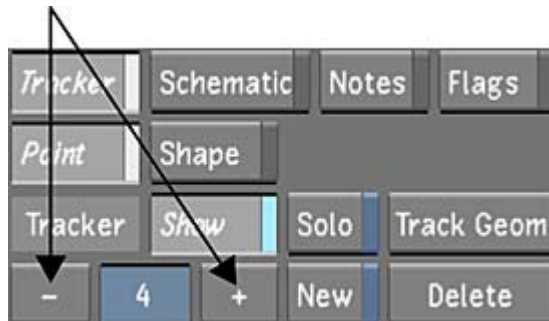 Tracker Schematic Notes Flags
Point Shape
Tracker Show Solo Track Geom
- 4 + New Delete